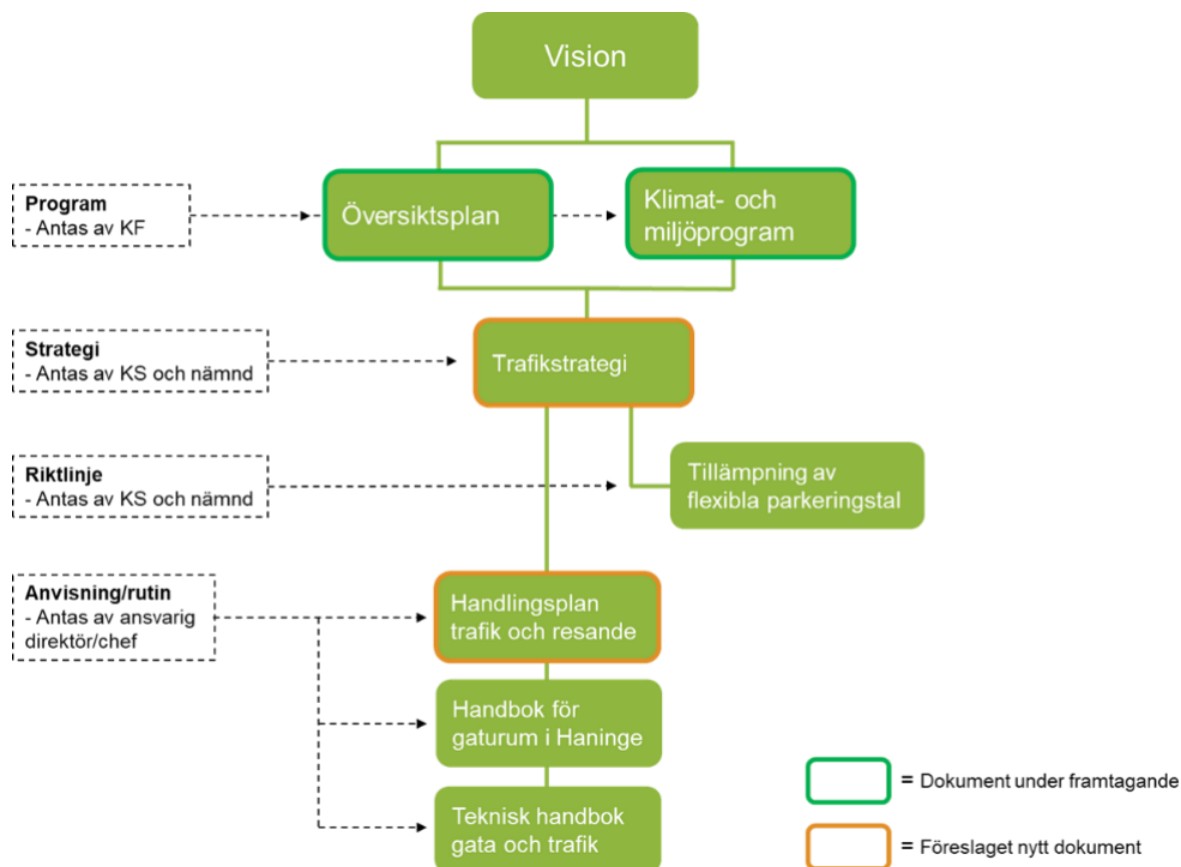 Vision
Program
- Antas av KF
Översiktsplan
Klimat- och
miljöprogram
Strategi
- Antas av KS och nämnd
Trafikstrategi
Riktlinje
- Antas av KS och nämnd
Tillämpning av
flexibla parkeringstal
Anvisning/rutin
- Antas av ansvarig
direktör/chef
Handlingsplan
trafik och resande
Handbok för
gaturum i Haninge
Teknisk handbok
gata och trafik
= Dokument under framtagande
= Föreslaget nytt dokument